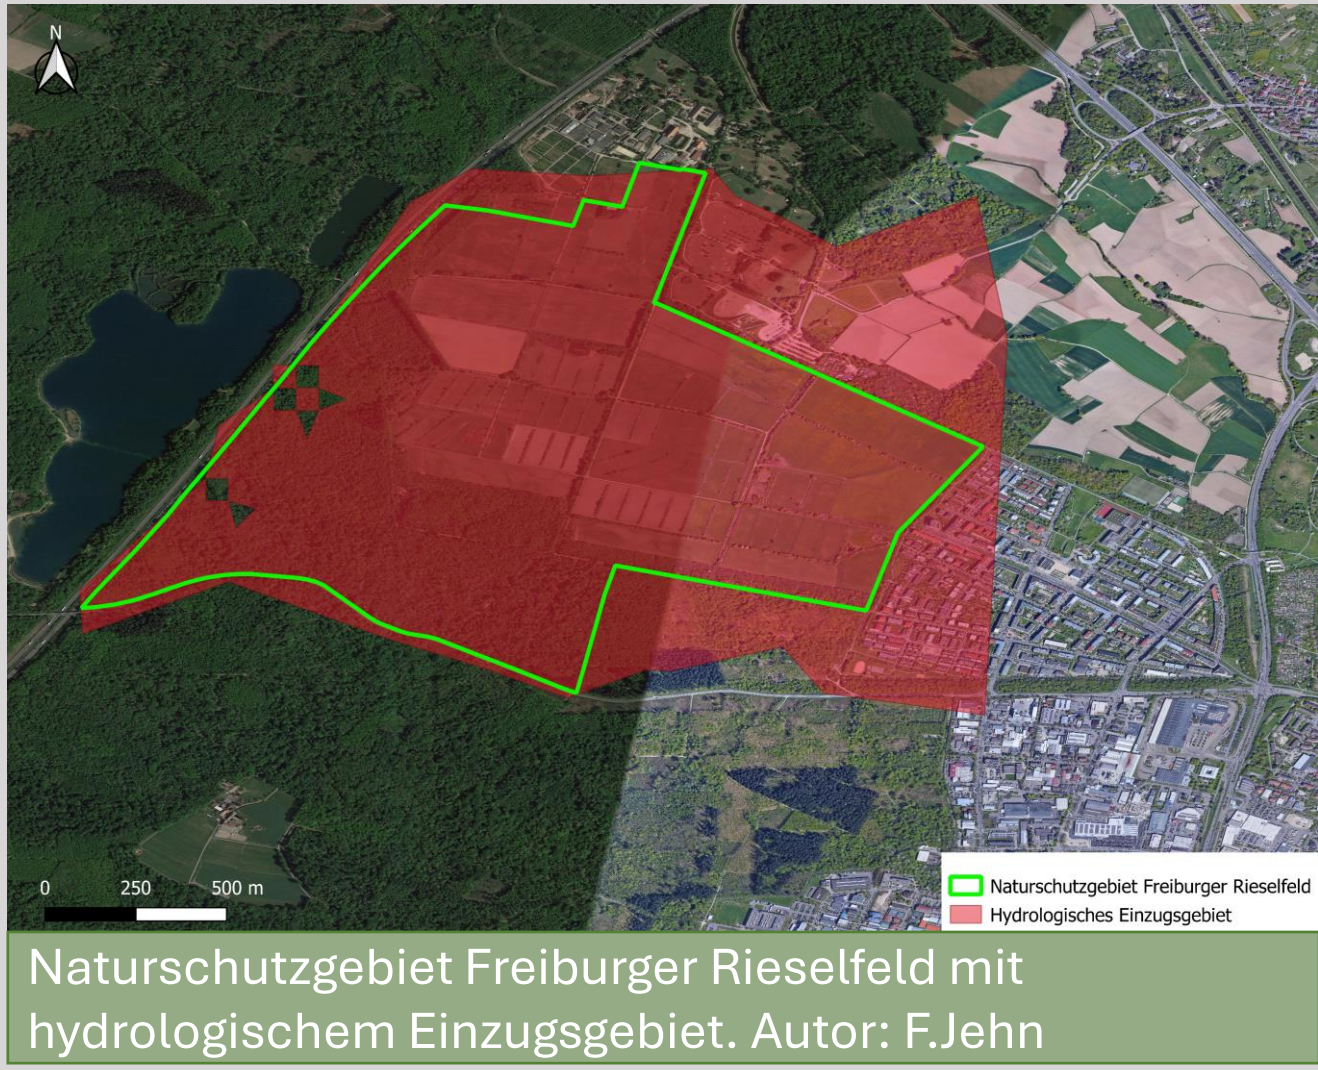 N
0 250 500 m
Naturschutzgebiet Freiburger Rieselfeld
Hydrologisches Einzugsgebiet
Naturschutzgebiet Freiburger Rieselfeld mit
hydrologischem Einzugsgebiet. Autor: F.Jehn